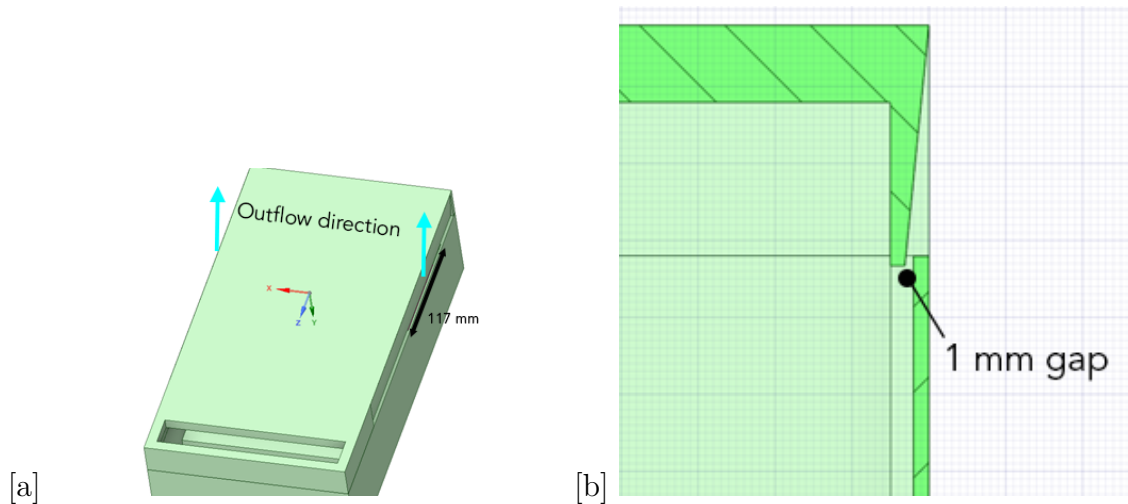 Outflow direction
X
Z
Y
117 mm
[a]
1 mm gap
[b]